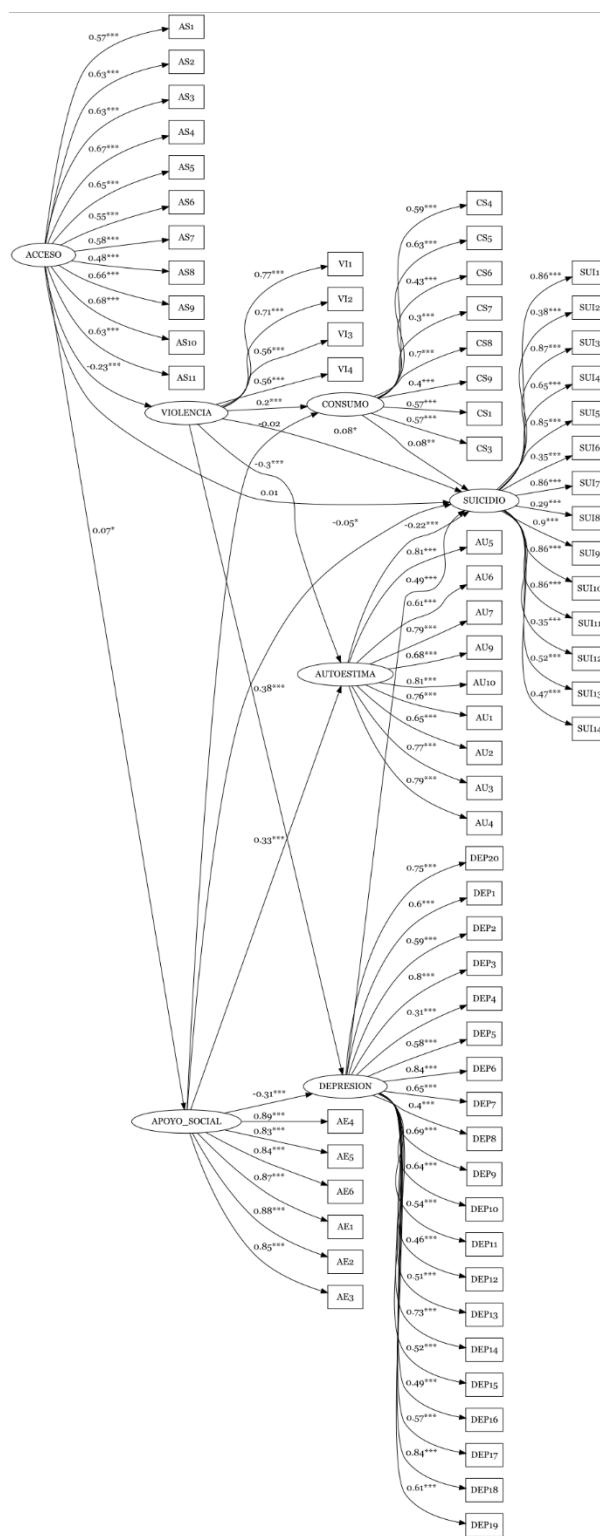 0.57***
AS1
0.63***
AS2
0.63***
AS3
0.67***
AS4
0.65***
AS5
0.55***
AS6
0.58***
AS7
0.48***
AS8
0.66***
AS9
0.68***
AS10
0.63***
AS11
ACCESO
-0.23***
0.07*
0.01
VIOLENCIA
0.77***
VI1
0.71***
VI2
0.56***
VI3
0.56***
VI4
0.2***
-0.02
-0.3***
0.38***
CONSUMO
0.08*
0.08**
0.59***
CS4
0.63***
CS5
0.43***
CS6
0.3***
CS7
0.7***
CS8
0.4***
CS9
0.57***
CS1
0.57***
CS3
SUICIDIO
0.86***
SUI1
0.38***
SUI2
0.87***
SUI3
0.65***
SUI4
0.85***
SUI5
0.35***
SUI6
0.86***
SUI7
0.29***
SUI8
0.9***
SUI9
0.86***
SUI10
0.86***
SUI11
0.35***
SUI12
0.52***
SUI13
0.47***
SUI14
-0.05*
-0.22***
0.49***
AUTOESTIMA
0.81***
AU5
0.61***
AU6
0.79***
AU7
0.68***
AU9
0.81***
AU10
0.76***
AU1
0.65***
AU2
0.77***
AU3
0.79***
AU4
0.33***
APOYO_SOCIAL
-0.31***
0.89***
AE4
0.83***
AE5
0.84***
AE6
0.87***
AE1
0.88***
AE2
0.85***
AE3
DEPRESION
0.75***
DEP20
0.6***
DEP1
0.59***
DEP2
0.8***
DEP3
0.31***
DEP4
0.58***
DEP5
0.84***
DEP6
0.65***
DEP7
0.4***
DEP8
0.69***
DEP9
0.64***
DEP10
0.54***
DEP11
0.46***
DEP12
0.51***
DEP13
0.73***
DEP14
0.52***
DEP15
0.49***
DEP16
0.57***
DEP17
0.84***
DEP18
0.61***
DEP19